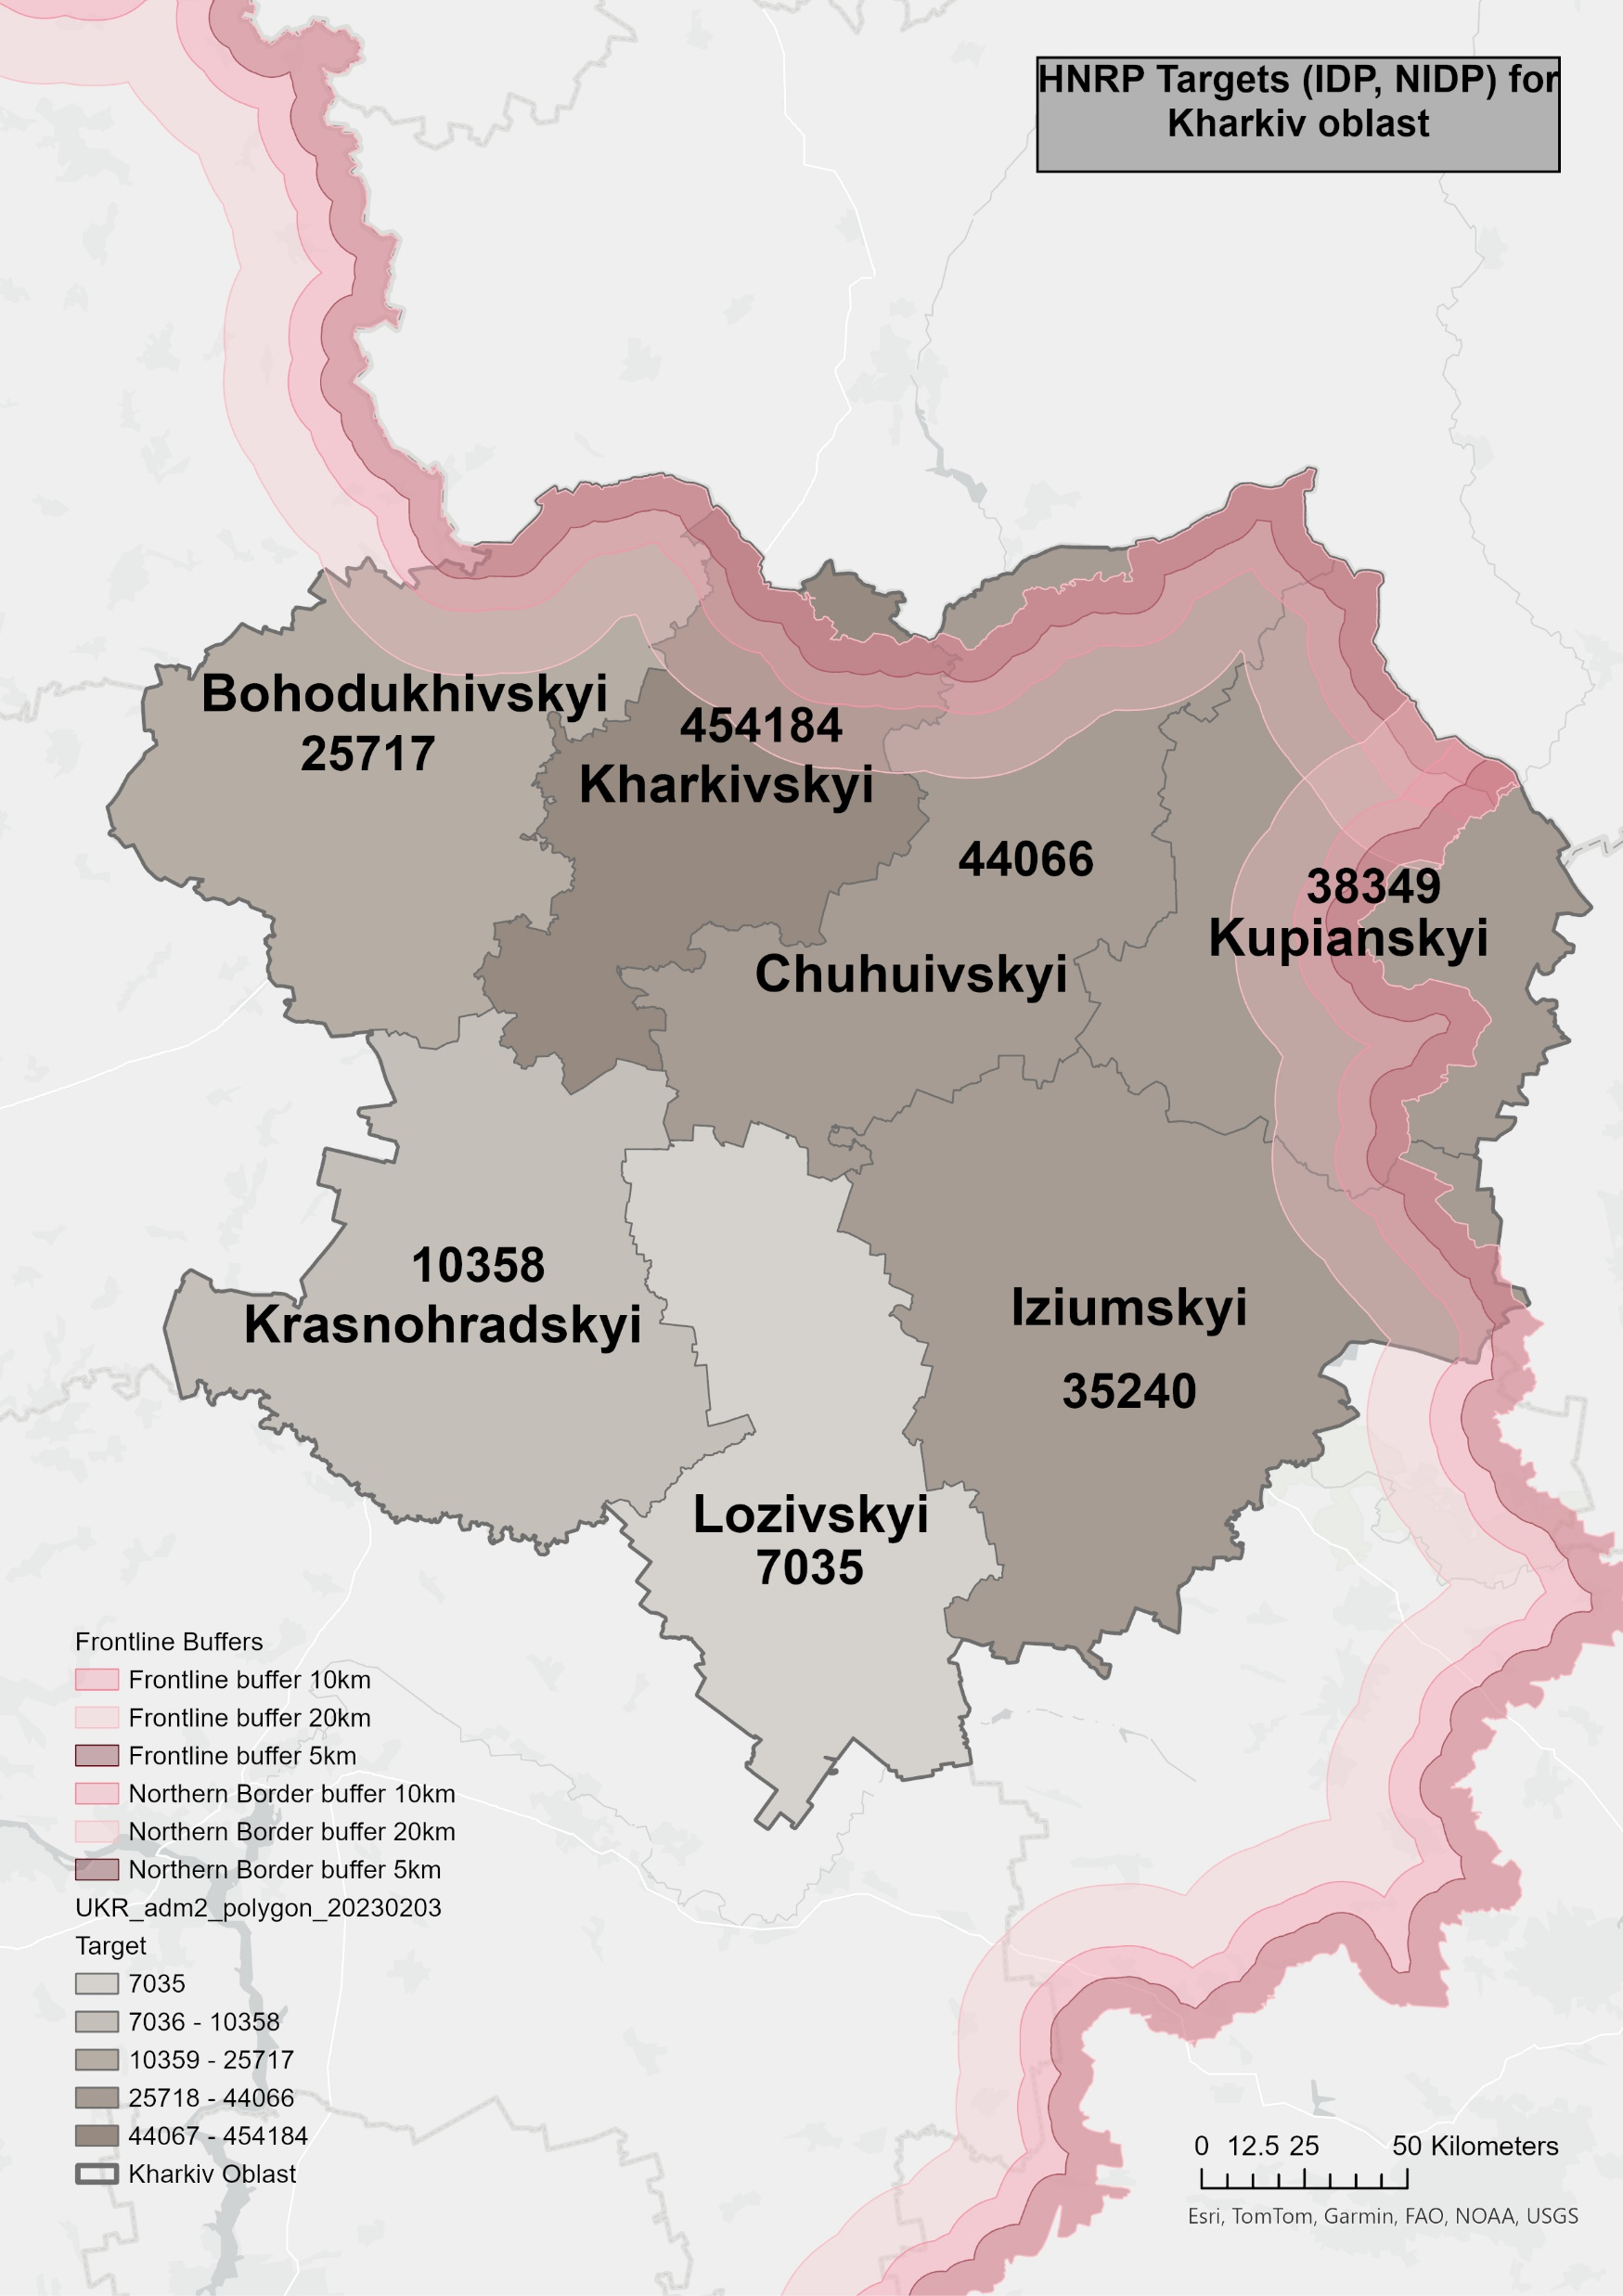 HNRP Targets (IDP, NIDP) for
Kharkiv oblast
Bohodukhivskyi
25717
454184
Kharkivskyi
44066
Chuhuivskyi
38349
Kupianskyi
10358
Krasnohradskyi
Iziumskyi
35240
Lozivskyi
7035
Frontline Buffers
Frontline buffer 10km
Frontline buffer 20km
Frontline buffer 5km
Northern Border buffer 10km
Northern Border buffer 20km
Northern Border buffer 5km
UKR_adm2_polygon_20230203
Target
7035
7036 - 10358
10359 - 25717
25718 - 44066
44067 - 454184
Kharkiv Oblast
0 12.5 25 50 Kilometers
Esri, TomTom, Garmin, FAO, NOAA, USGS